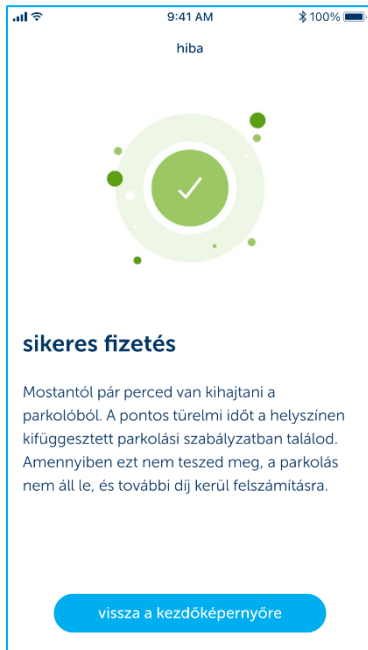 9:41 AM
100%
hiba
sikeres fizetés
Mostantól pár perced van kihajtani a
parkolóból. A pontos türelmi időt a helyszínen
kifüggesztett parkolási szabályzatban találod.
Amennyiben ezt nem teszed meg, a parkolás
nem áll le, és további díj kerül felszámításra.
vissza a kezdőképernyőre